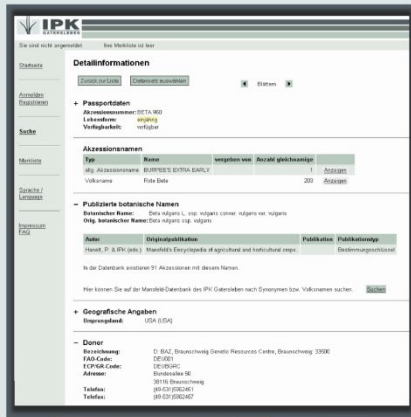 IPK
GATERSLEBEN
Sie sind nicht angemeldet Ihre Merkliste ist leer
Startseite
Anmelden
Registrieren
Suche
Merkliste
Sprache /
Language
Impressum
FAQ
Detailinformationen
Zurück zur Liste Datensatz auswählen Blättern
+ Passportdaten
Akzessionsnummer: BETA 960
Lebensform: einjährig
Verfügbarkeit: verfügbar
Akzessionsnamen
Typ Name vergeben von Anzahl gleichnamige
allg. Akzessionsname BURPEE'S EXTRA EARLY 1 Anzeigen
Volksname Rote Bete 209 Anzeigen
− Publizierte botanische Namen
Botanischer Name: Beta vulgaris L. ssp. vulgaris convar. vulgaris var. vulgaris
Orig. botanischer Name: Beta vulgaris ssp. vulgaris
Autor Originalpublikation Publikation Publikationstyp
Hanelt, P. & IPK (eds.) Mansfeld's Encyclopedia of agricultural and horticultural crops. Bestimmungsschlüssel
In der Datenbank existieren 91 Akzessionen mit diesem Namen.
Hier können Sie auf der Mansfeld-Datenbank des IPK Gatersleben nach Synonymen bzw. Volksnamen suchen. Suchen
+ Geografische Angaben
Ursprungsland: USA (USA)
− Donor
Bezeichnung: D: BAZ, Braunschweig Genetic Resources Centre, Braunschweig
FAO-Code: DEU001
ECP/GR-Code: DEUBGRC
Adresse: Bundesallee 50
38116 Braunschweig
Telefon:
Telefax: